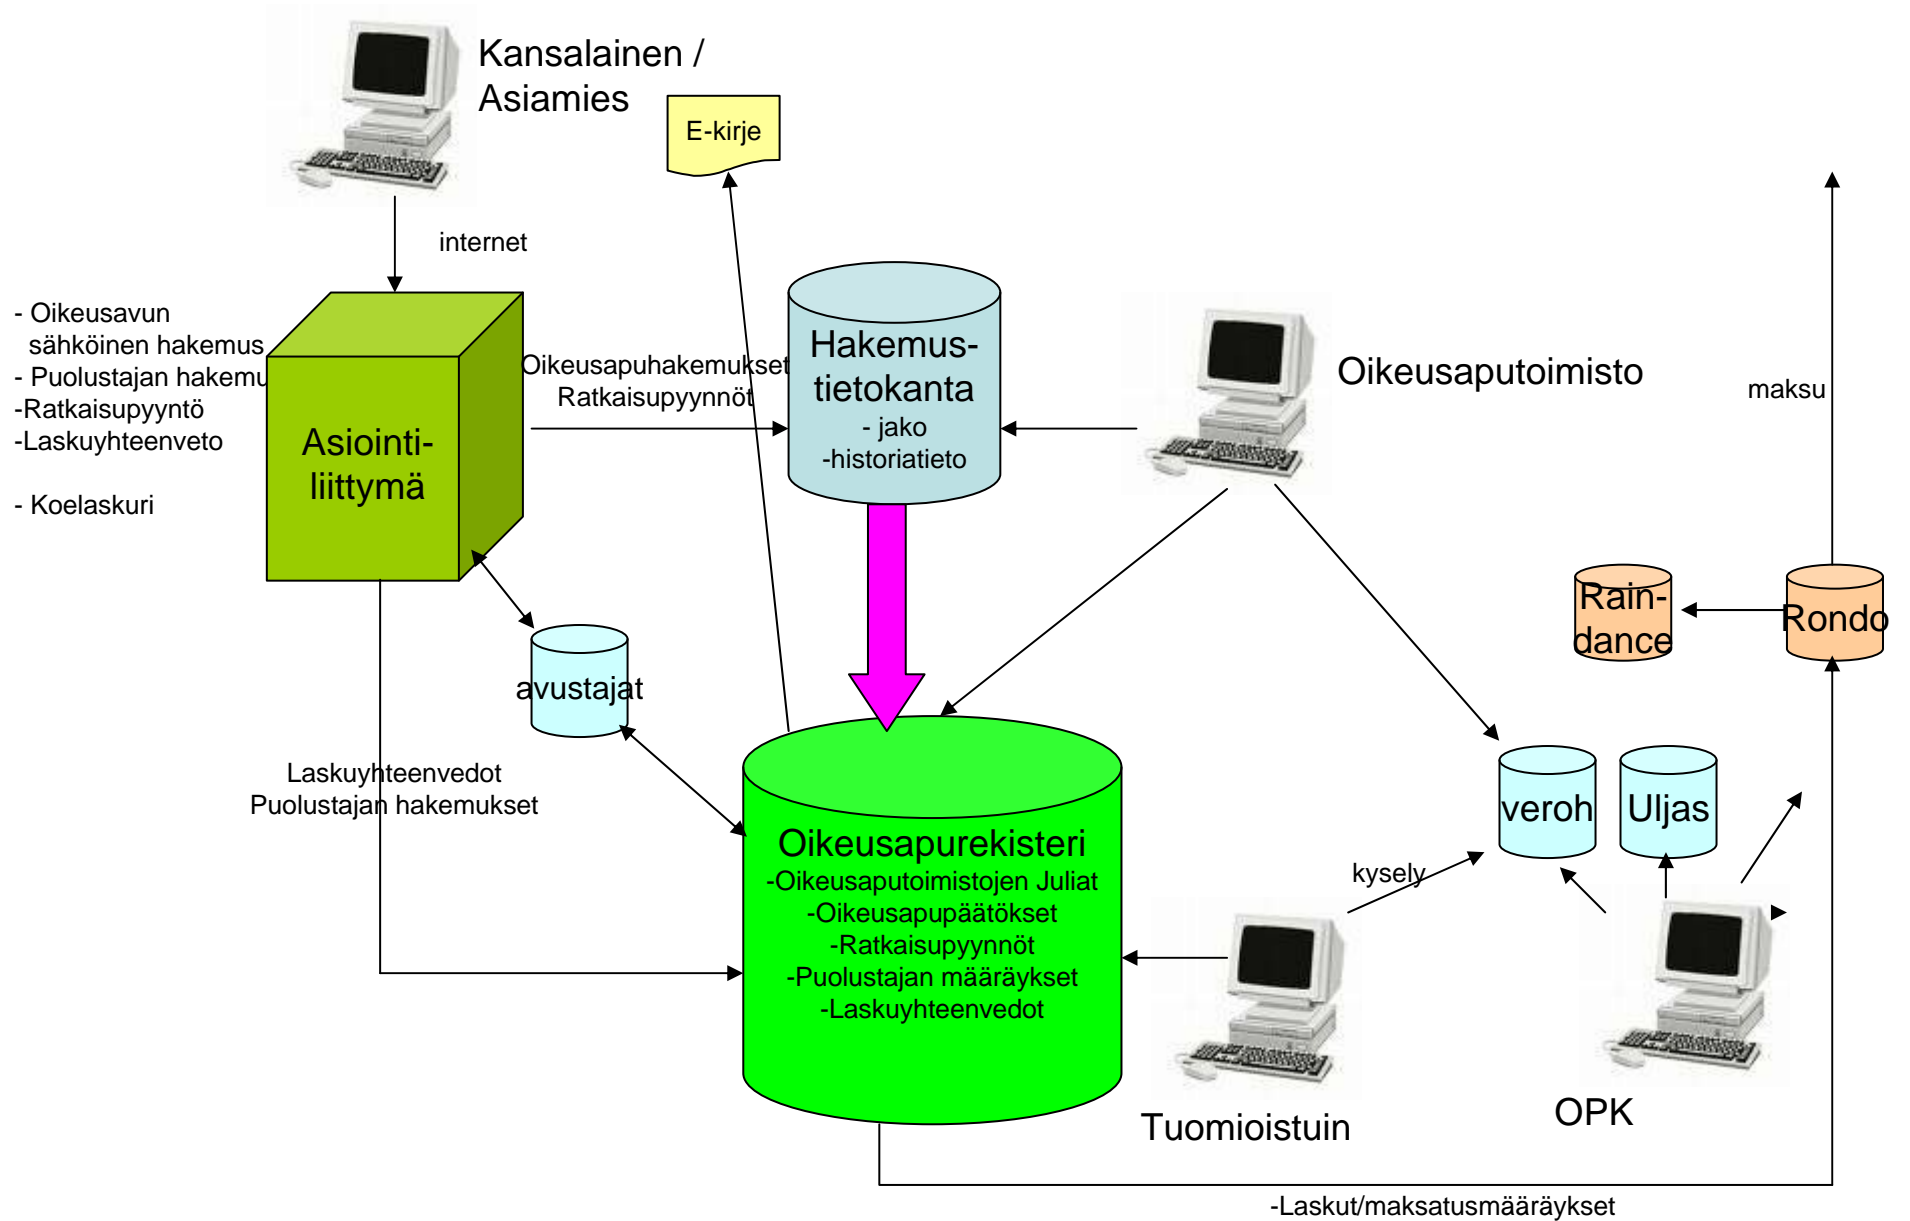 Kansalainen /
Asiamies
E-kirje
internet
- Oikeusavun
sähköinen hakemus
- Puolustajan hakemu
-Ratkaisupyyntö
-Laskuyhteenveto
- Koelaskuri
Asiointi-
liittymä
Oikeusapuhakemukset
Ratkaisupyynnöt
Hakemus-
tietokanta
- jako
-historiatieto
Oikeusaputoimisto
maksu
Rain-
dance
Rondo
avustajat
Laskuyhteenvedot
Puolustajan hakemukset
Oikeusapurekisteri
-Oikeusaputoimistojen Juliat
-Oikeusapupäätökset
-Ratkaisupyynnöt
-Puolustajan määräykset
-Laskuyhteenvedot
veroh
Uljas
kysely
Tuomioistuin
OPK
-Laskut/maksatusmääräykset